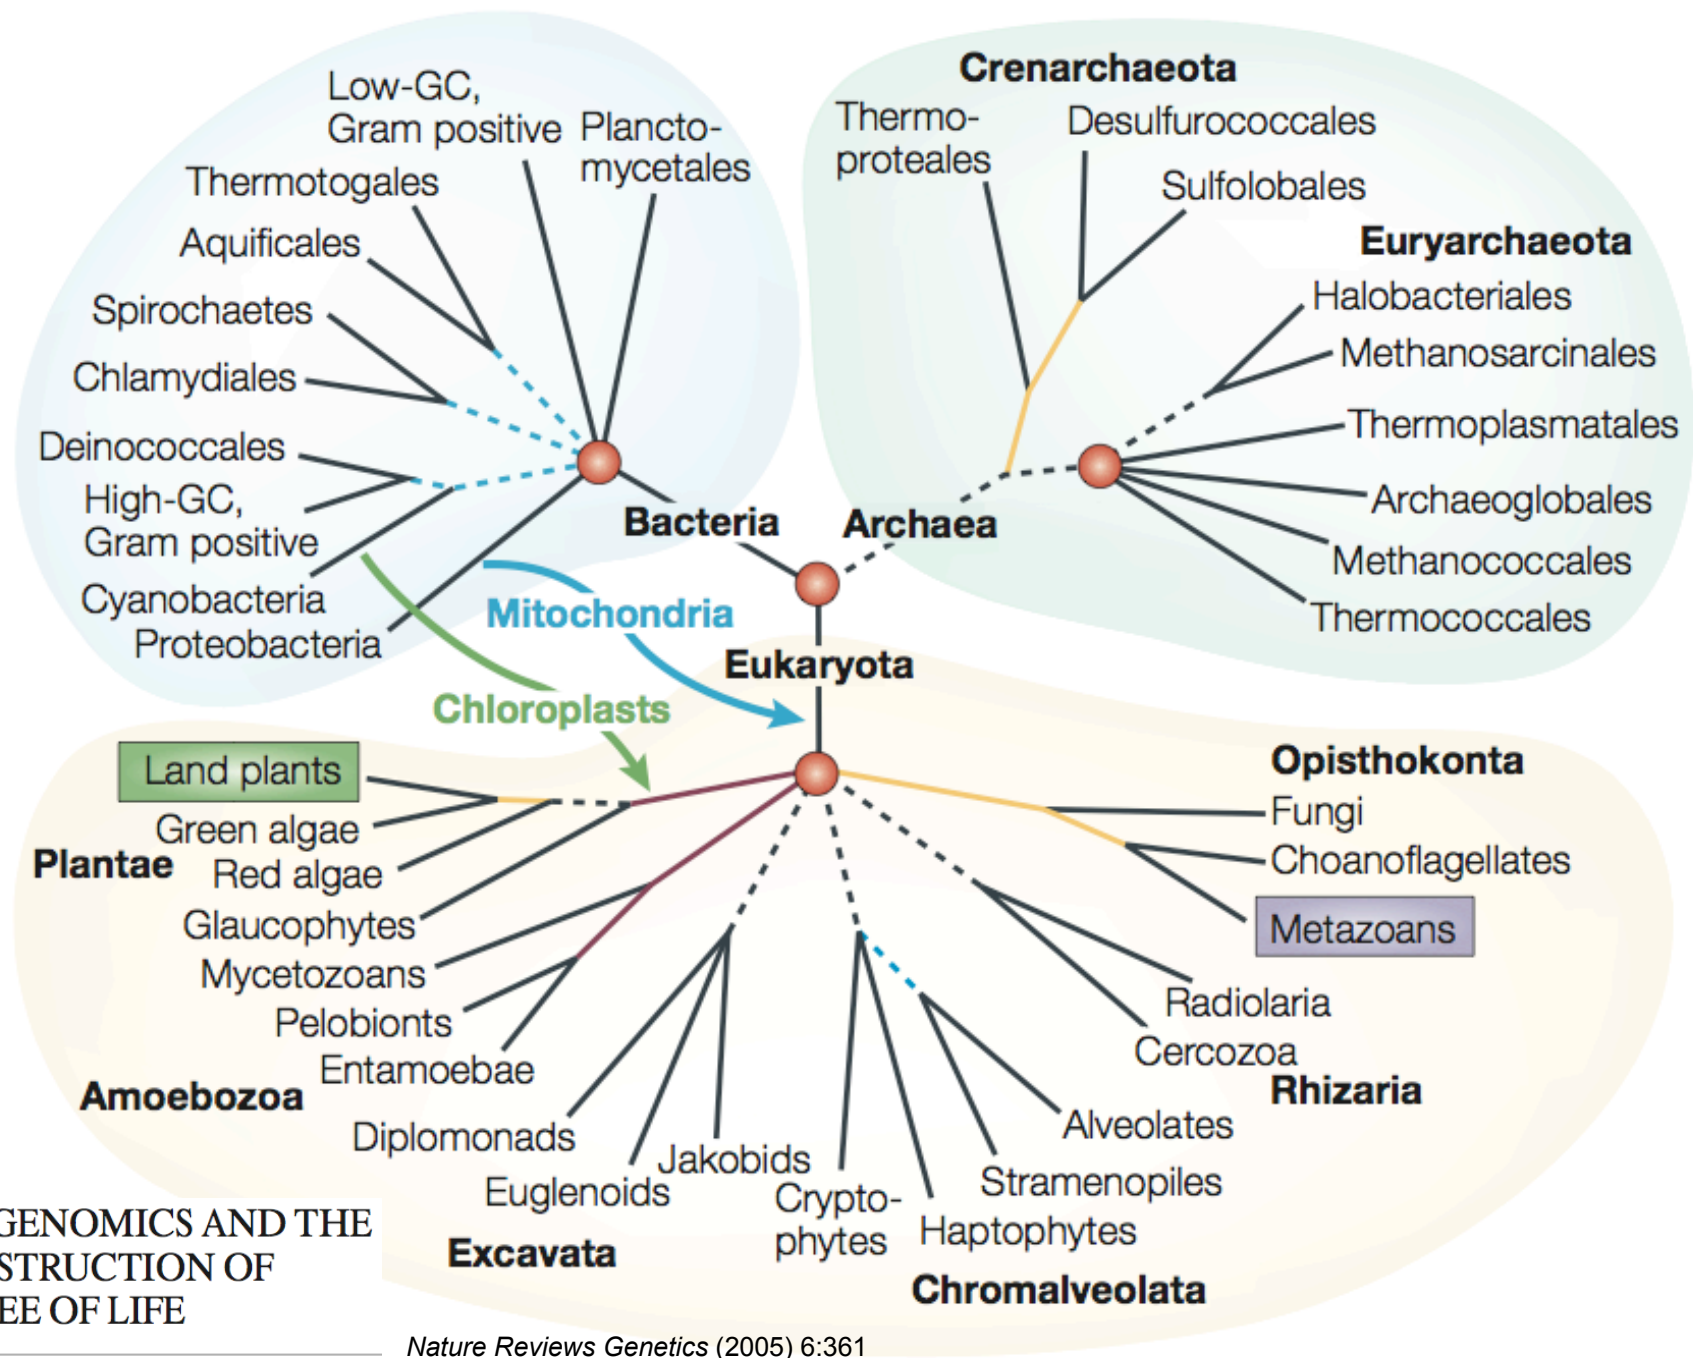 Low-GC,
Gram positive
Plancto-
mycetales
Thermotogales
Aquificales
Spirochaetes
Chlamydiales
Deinococcales
High-GC,
Gram positive
Cyanobacteria
Proteobacteria
Bacteria
Crenarchaeota
Thermo-
proteales
Desulfurococcales
Sulfolobales
Euryarchaeota
Halobacteriales
Methanosarcinales
Thermoplasmatales
Archaeoglobales
Methanococcales
Thermococcales
Archaea
Mitochondria
Chloroplasts
Eukaryota
Land plants
Green algae
Plantae
Red algae
Glaucophytes
Mycetozoans
Pelobionts
Entamoebae
Amoebozoa
Diplomonads
Euglenoids
Jakobids
Excavata
Crypto-
phytes
Haptophytes
Stramenopiles
Alveolates
Chromalveolata
Opisthokonta
Fungi
Choanoflagellates
Metazoans
Radiolaria
Cercozoa
Rhizaria
GENOMICS AND THE
STRUCTION OF
EE OF LIFE
Nature Reviews Genetics (2005) 6:361